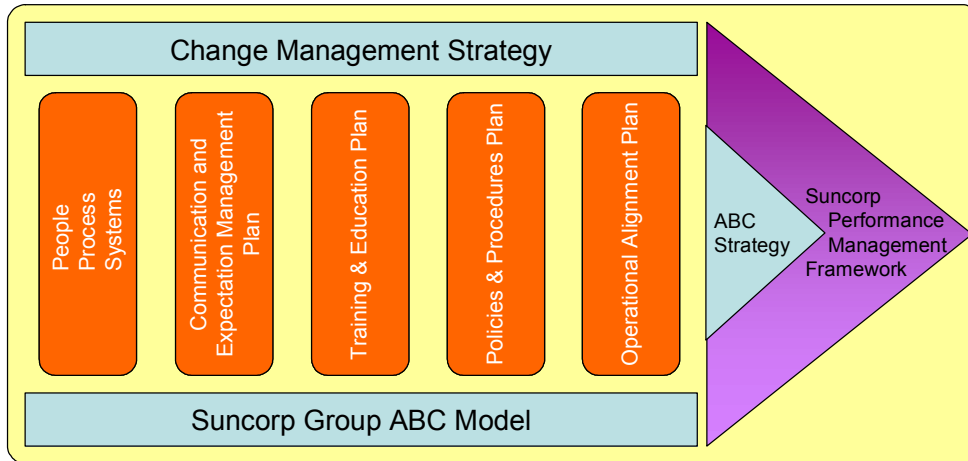 Change Management Strategy
People
Process
Systems
Communication and
Expectation Management
Plan
Training & Education Plan
Policies & Procedures Plan
Operational Alignment Plan
ABC
Strategy
Suncorp
Performance
Management
Framework
Suncorp Group ABC Model